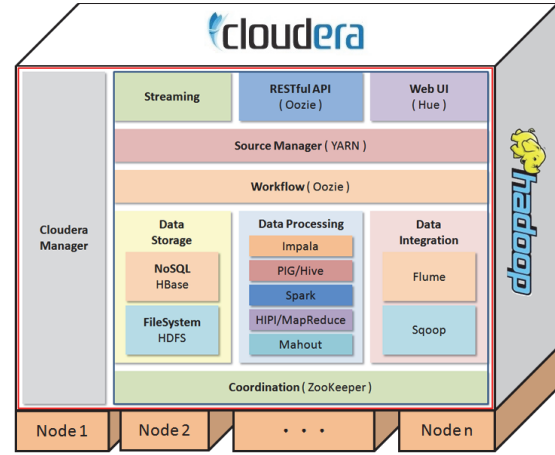 cloudera
Streaming
RESTful API
(Oozie)
Web UI
(Hue)
Source Manager (YARN)
Workflow (Oozie)
Cloudera
Manager
Data
Storage
NoSQL
HBase
FileSystem
HDFS
Data Processing
Impala
PIG/Hive
Spark
HIPI/MapReduce
Mahout
Data
Integration
Flume
Sqoop
Coordination (ZooKeeper)
hadoop
Node 1
Node 2
. . .
Node n